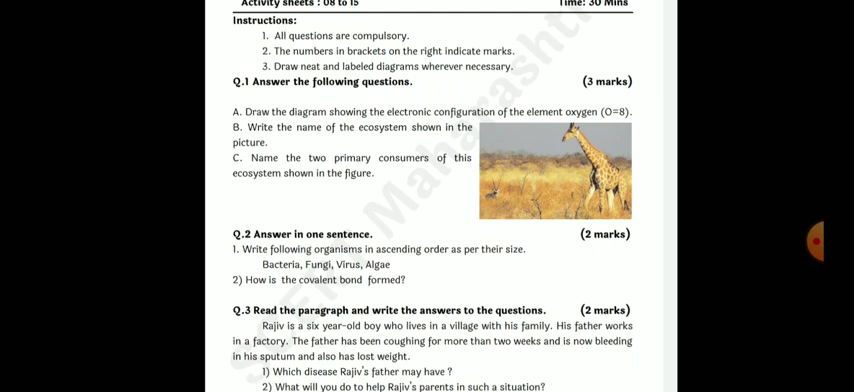 Activity sheets : 08 to 15 Time: 30 Mins
Instructions:
1. All questions are compulsory.
2. The numbers in brackets on the right indicate marks.
3. Draw neat and labeled diagrams wherever necessary.
Q.1 Answer the following questions. (3 marks)
A. Draw the diagram showing the electronic configuration of the element oxygen (O=8).
B. Write the name of the ecosystem shown in the
picture.
C. Name the two primary consumers of this
ecosystem shown in the figure.
Q.2 Answer in one sentence. (2 marks)
1. Write following organisms in ascending order as per their size.
Bacteria, Fungi, Virus, Algae
2) How is the covalent bond formed?
Q.3 Read the paragraph and write the answers to the questions. (2 marks)
Rajiv is a six year-old boy who lives in a village with his family. His father works
in a factory. The father has been coughing for more than two weeks and is now bleeding
in his sputum and also has lost weight.
1) Which disease Rajiv's father may have ?
2) What will you do to help Rajiv's parents in such a situation?